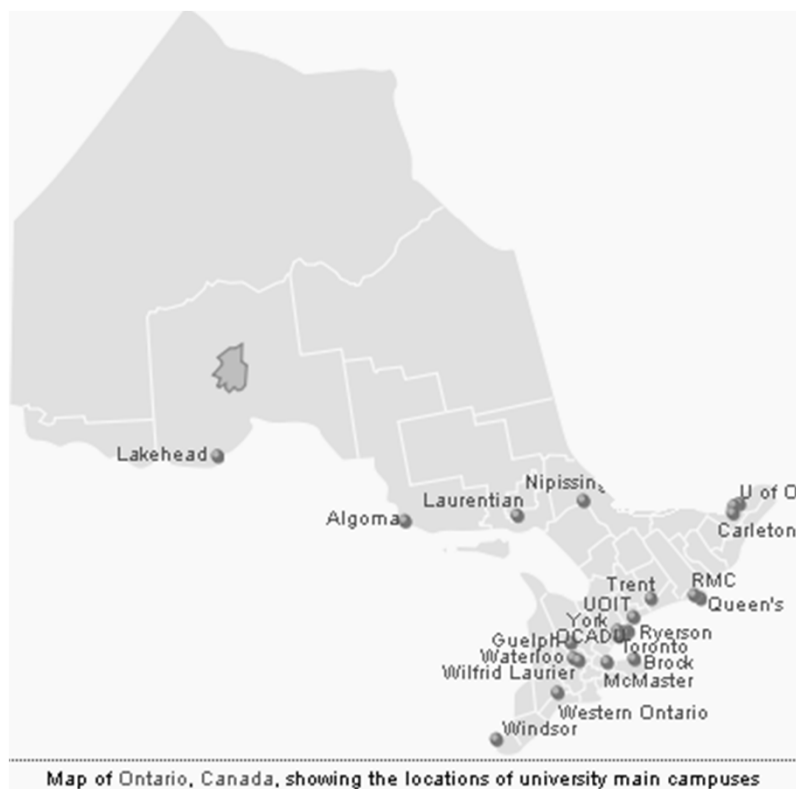 Lakehead
Algoma
Laurentian
Nipissing
U of O
Carleton
Trent
RMC
Queen's
UOIT
York
OCADU
Ryerson
Guelph
Toronto
Waterloo
Brock
Wilfrid Laurier
McMaster
Western Ontario
Windsor
Map of Ontario, Canada, showing the locations of university main campuses